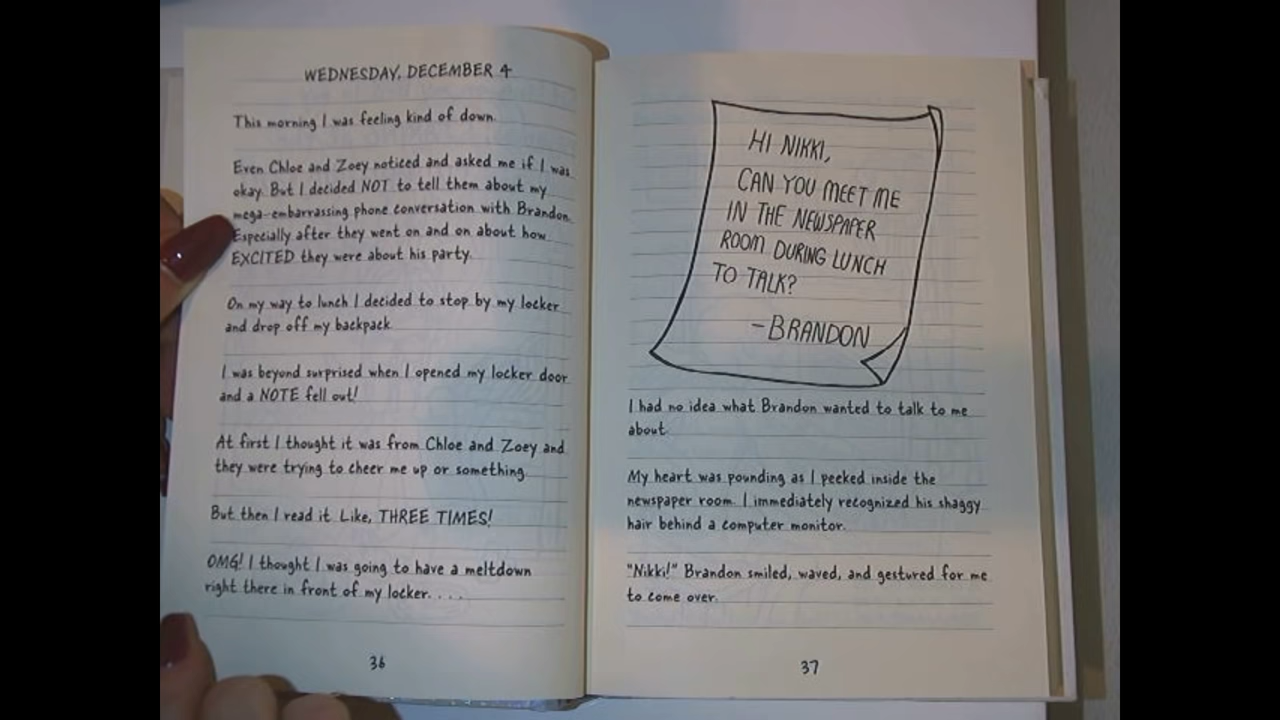 WEDNESDAY, DECEMBER 4
This morning I was feeling kind of down.
Even Chloe and Zoey noticed and asked me if I was
okay. But I decided NOT to tell them about my
mega-embarrassing phone conversation with Brandon.
Especially after they went on and on about how
EXCITED they were about his party.
On my way to lunch I decided to stop by my locker
and drop off my backpack.
I was beyond surprised when I opened my locker door
and a NOTE fell out!
At first I thought it was from Chloe and Zoey and
they were trying to cheer me up or something.
But then I read it. Like, THREE TIMES!
OMG! I thought I was going to have a meltdown
right there in front of my locker. . . .
36
HI NIKKI,
CAN YOU MEET ME
IN THE NEWSPAPER
ROOM DURING LUNCH
TO TALK?
-BRANDON
I had no idea what Brandon wanted to talk to me
about.
My heart was pounding as I peeked inside the
newspaper room. I immediately recognized his shaggy
hair behind a computer monitor.
"Nikki!" Brandon smiled, waved, and gestured for me
to come over.
37